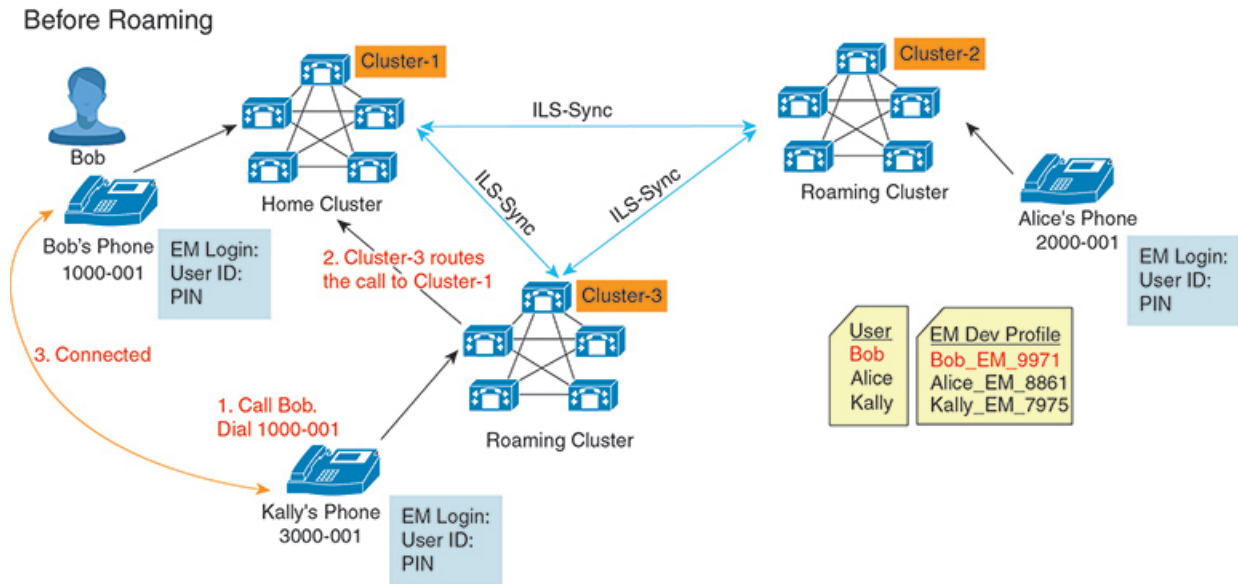 Before Roaming
Cluster-1
Cluster-2
ILS-Sync
Bob
Home Cluster
Roaming Cluster
ILS-Sync
ILS-Sync
Bob's Phone
1000-001
EM Login:
User ID:
PIN
Alice's Phone
2000-001
EM Login:
User ID:
PIN
2. Cluster-3 routes
the call to Cluster-1
Cluster-3
3. Connected
User
Bob
Alice
Kally
EM Dev Profile
Bob_EM_9971
Alice_EM_8861
Kally_EM_7975
1. Call Bob.
Dial 1000-001
Roaming Cluster
Kally's Phone
3000-001
EM Login:
User ID:
PIN